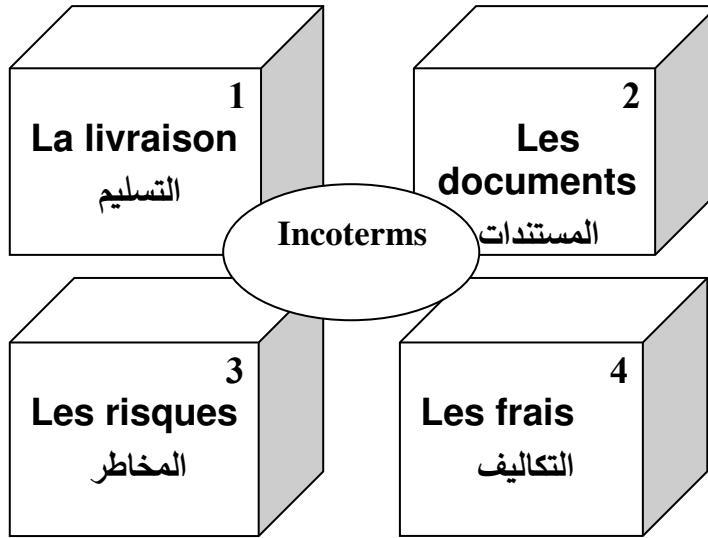 1
La livraison
التسليم
2
Les
documents
المستندات
Incoterms
3
Les risques
المخاطر
4
Les frais
التكاليف